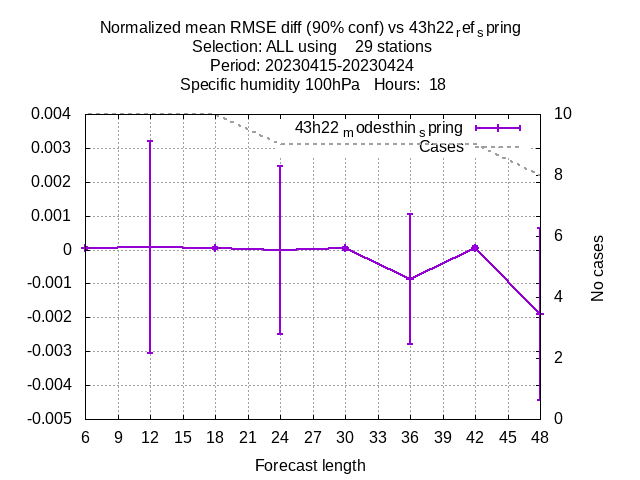 Normalized mean RMSE diff (90% conf) vs 43h22refspring
Selection: ALL using    29 stations
Period: 20230415-20230424
Specific humidity 100hPa   Hours:  18
0.004
0.003
0.002
0.001
0
-0.001
-0.002
-0.003
-0.004
-0.005
43h22modesthinspring
Cases
10
8
6
4
2
0
No cases
6 9 12 15 18 21 24 27 30 33 36 39 42 45 48
Forecast length